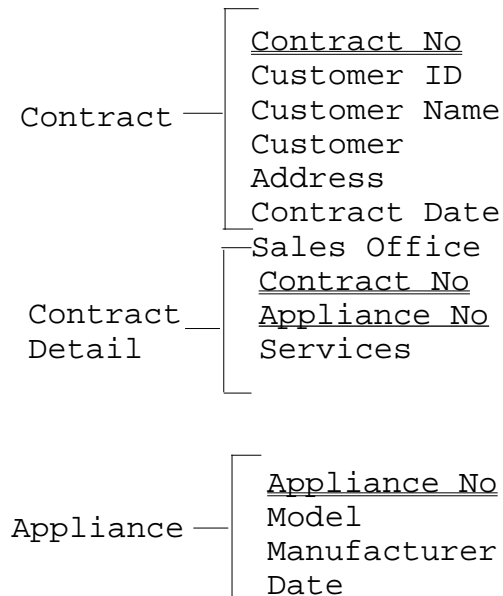 Contract No
Customer ID
Contract
Customer Name
Customer
Address
Contract Date
Sales Office
Contract No
Contract
Detail
Appliance No
Services
Appliance No
Appliance
Model
Manufacturer
Date